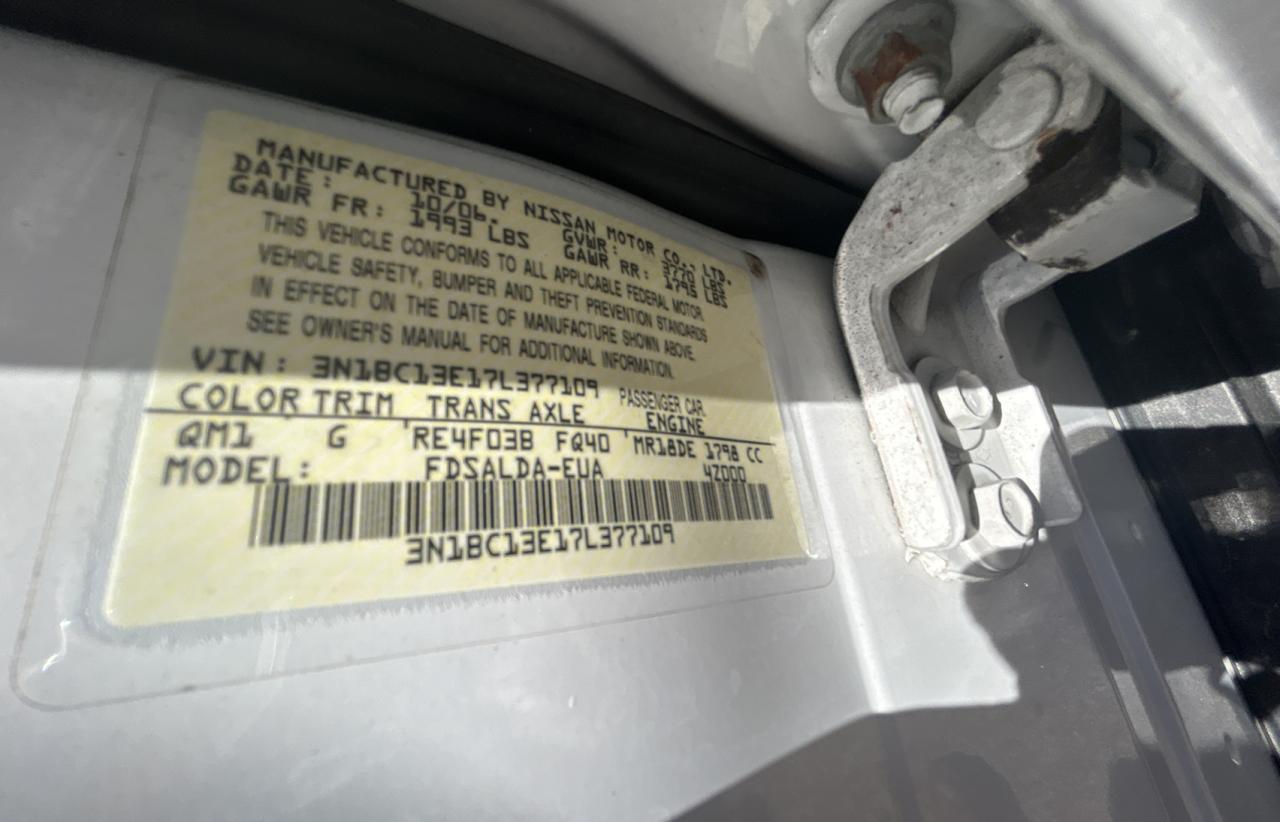 MANUFACTURED BY NISSAN MOTOR CO., LTD.
DATE: 10/06. GVWR: 3770 LBS
GAWR FR: 1993 LBS GAWR RR: 1795 LBS
THIS VEHICLE CONFORMS TO ALL APPLICABLE FEDERAL MOTOR
VEHICLE SAFETY, BUMPER AND THEFT PREVENTION STANDARDS
IN EFFECT ON THE DATE OF MANUFACTURE SHOWN ABOVE.
SEE OWNER'S MANUAL FOR ADDITIONAL INFORMATION.
VIN: 3N1BC13E17L377109 PASSENGER CAR
COLOR TRIM TRANS AXLE ENGINE
QM1 G RE4F03B FQ40 MR18DE 1798 CC
MODEL: FDSALDA-EUA 4Z000
3N1BC13E17L377109